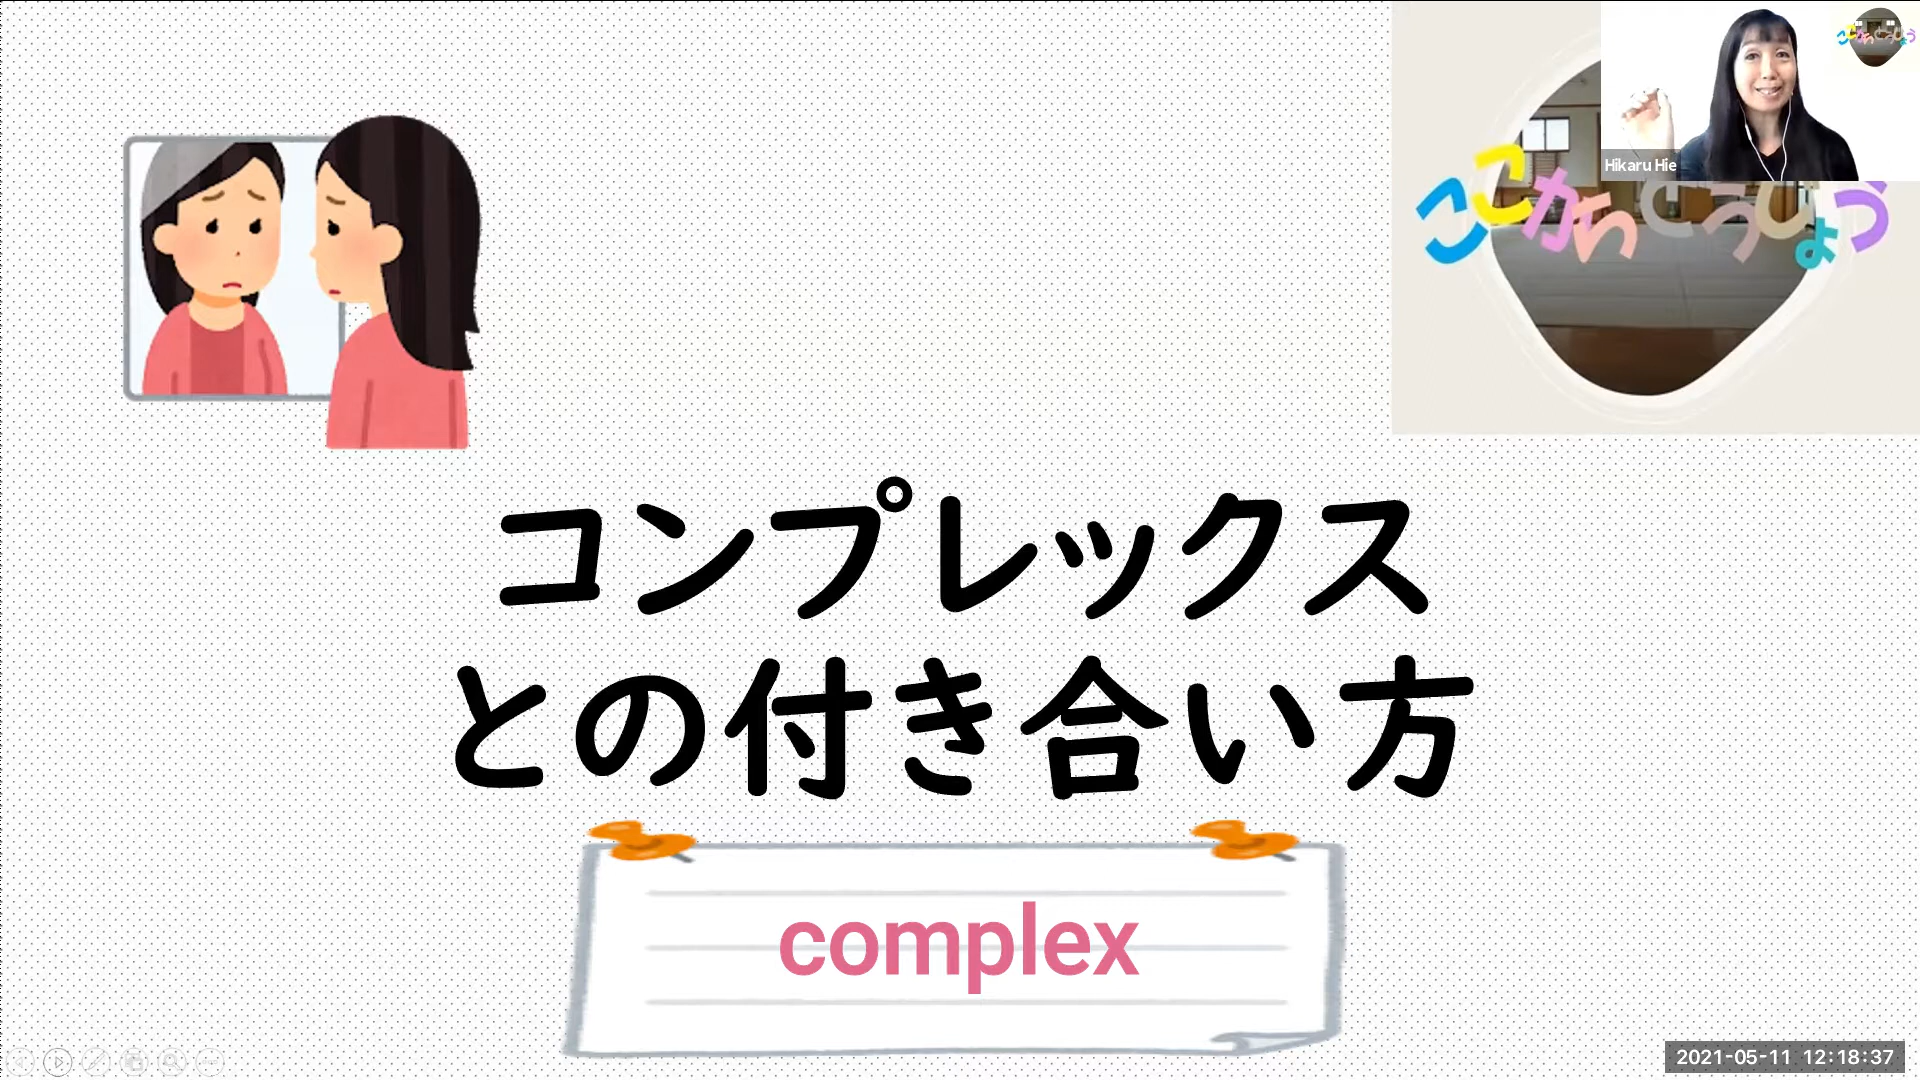 ここからどうじょう
Hikaru Hie
コンプレックス
との付き合い方
complex
2021-05-11 12:18:37